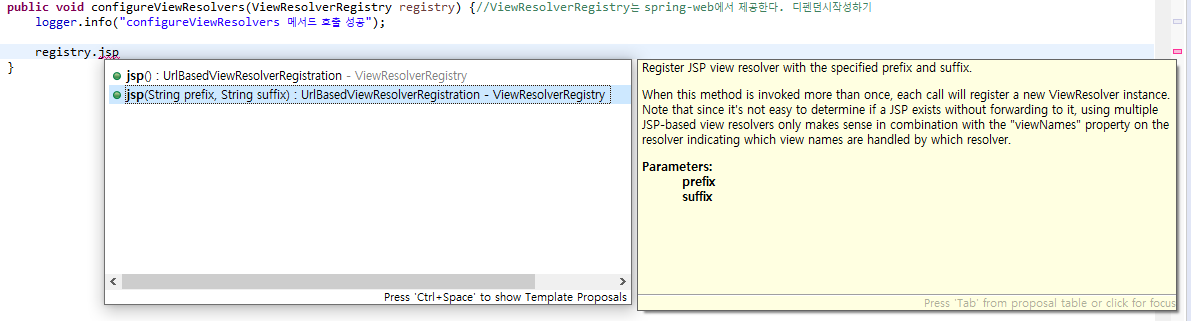 public void configureViewResolvers(ViewResolverRegistry registry) {//ViewResolverRegistry는 spring-web에서 제공한다. 디펜던시작성하기
logger.info("configureViewResolvers 메서드 호출 성공");
registry.jsp
}
jsp() : UrlBasedViewResolverRegistration - ViewResolverRegistry
jsp(String prefix, String suffix) : UrlBasedViewResolverRegistration - ViewResolverRegistry
Press 'Ctrl+Space' to show Template Proposals
Register JSP view resolver with the specified prefix and suffix.
When this method is invoked more than once, each call will register a new ViewResolver instance.
Note that since it's not easy to determine if a JSP exists without forwarding to it, using multiple
JSP-based view resolvers only makes sense in combination with the "viewNames" property on the
resolver indicating which view names are handled by which resolver.
Parameters:
prefix
suffix
Press 'Tab' from proposal table or click for focus